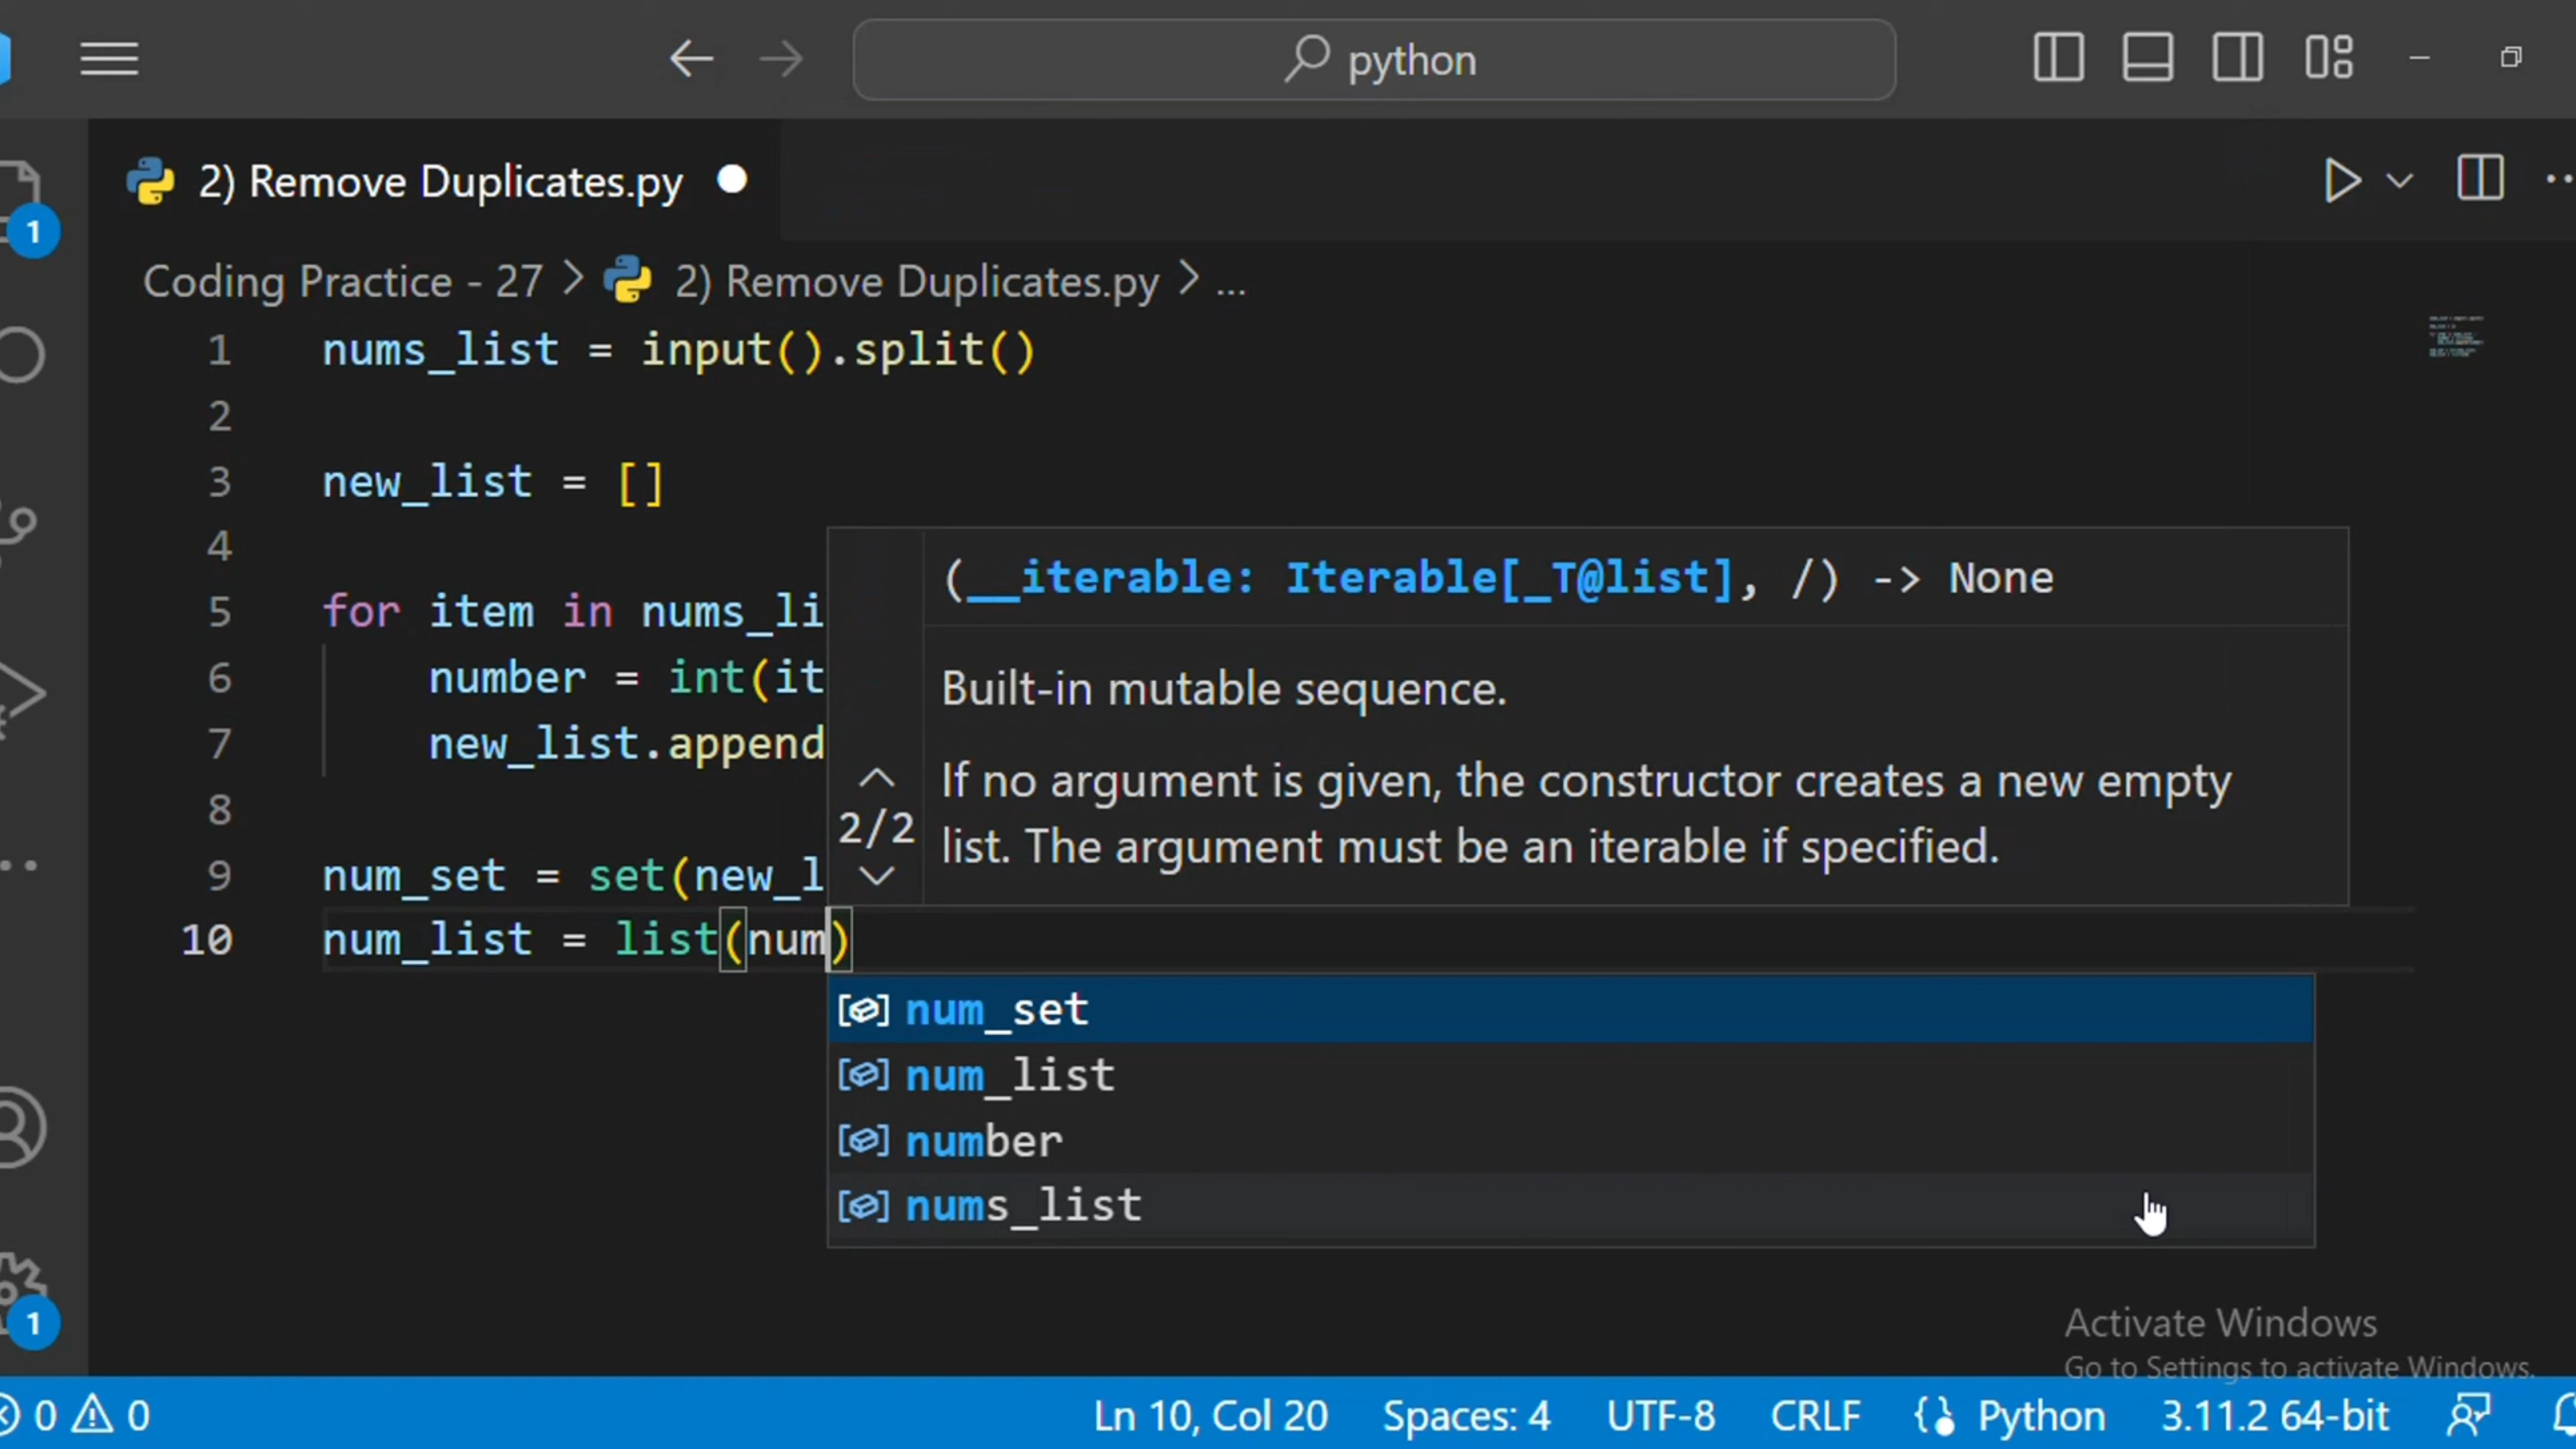 python
2) Remove Duplicates.py
1
Coding Practice - 27 > 2) Remove Duplicates.py > ...
1 nums_list = input().split()
2
3 new_list = []
4
5 for item in nums_li
6 number = int(it
7 new_list.append
8
9 num_set = set(new_l
10 num_list = list(num)
(__iterable: Iterable[_T@list], /) -> None
Built-in mutable sequence.
If no argument is given, the constructor creates a new empty
list. The argument must be an iterable if specified.
2/2
num_set
num_list
number
nums_list
1
Activate Windows
Go to Settings to activate Windows.
0 0 Ln 10, Col 20 Spaces: 4 UTF-8 CRLF Python 3.11.2 64-bit